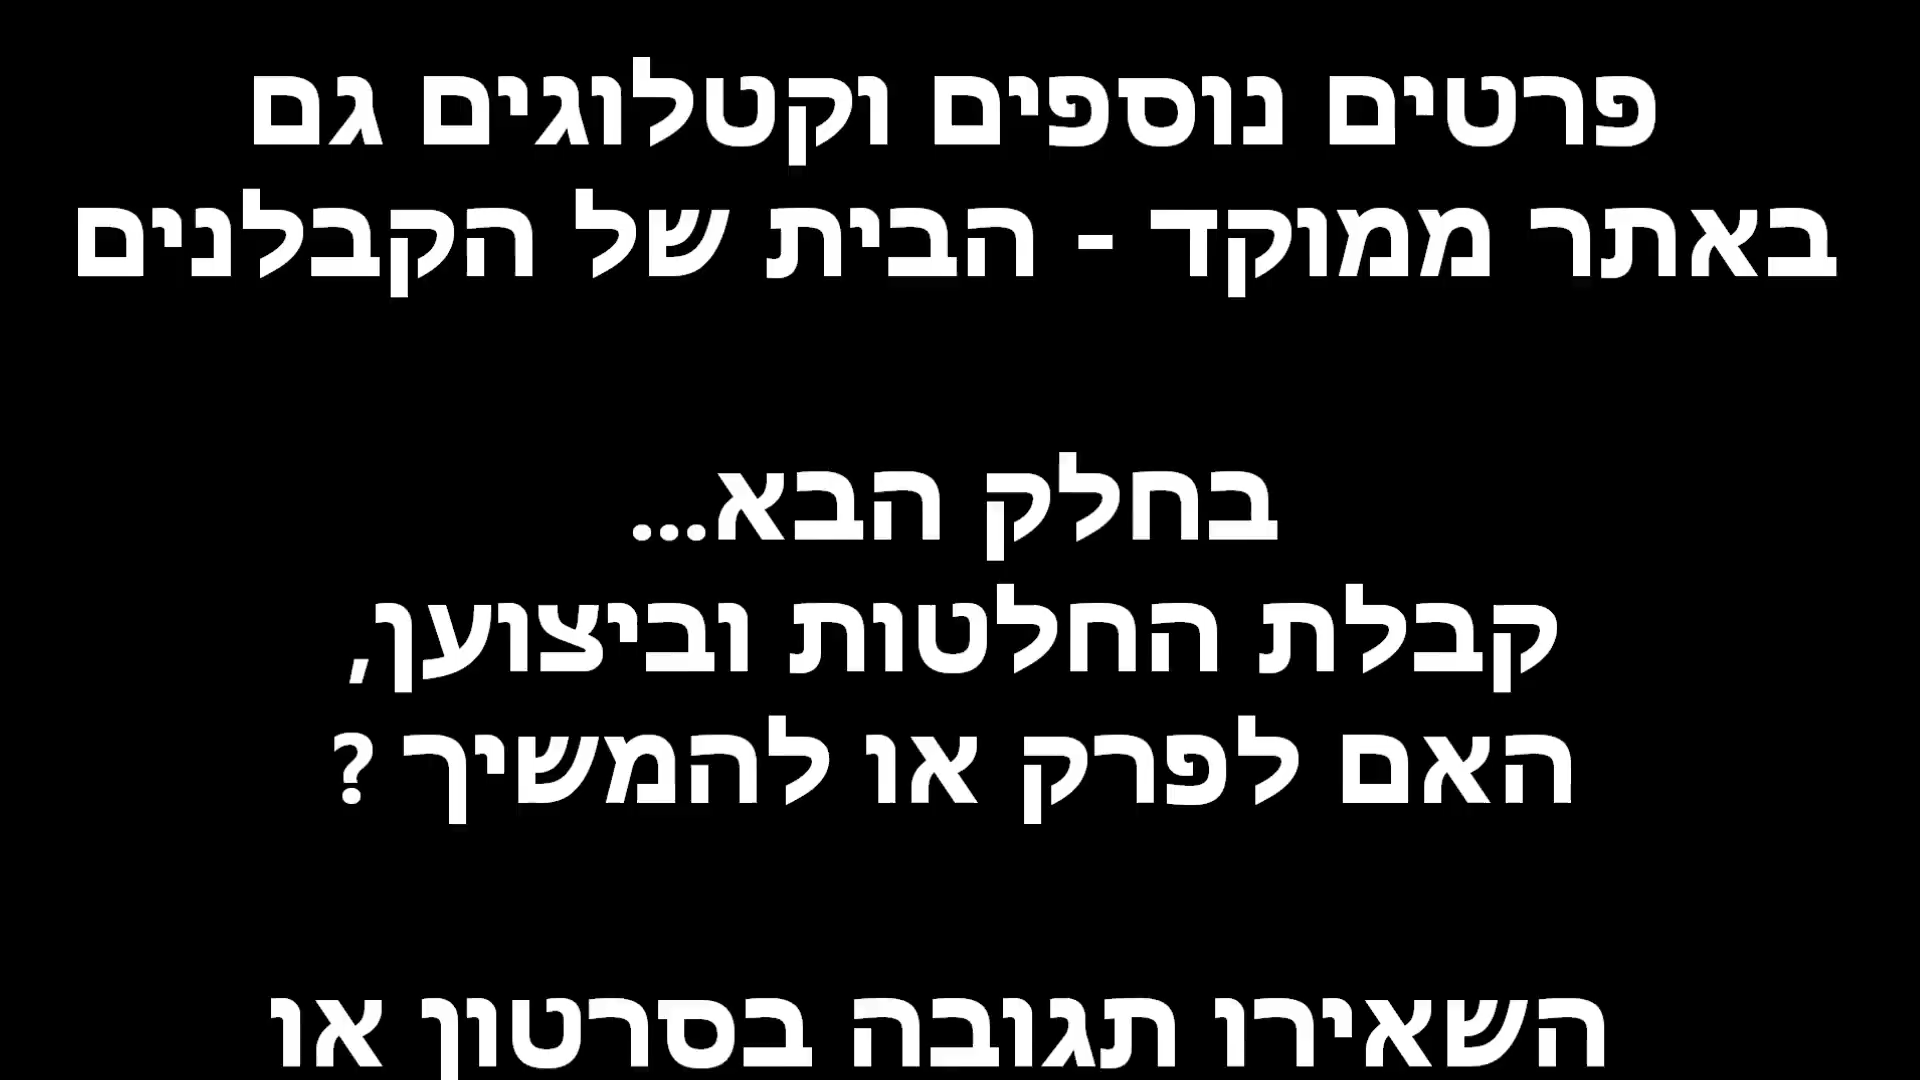 פרטים נוספים וקטלוגים גם
באתר ממוקד - הבית של הקבלנים
בחלק הבא...
קבלת החלטות וביצוען,
האם לפרק או להמשיך ?
השאירו תגובה בסרטון או